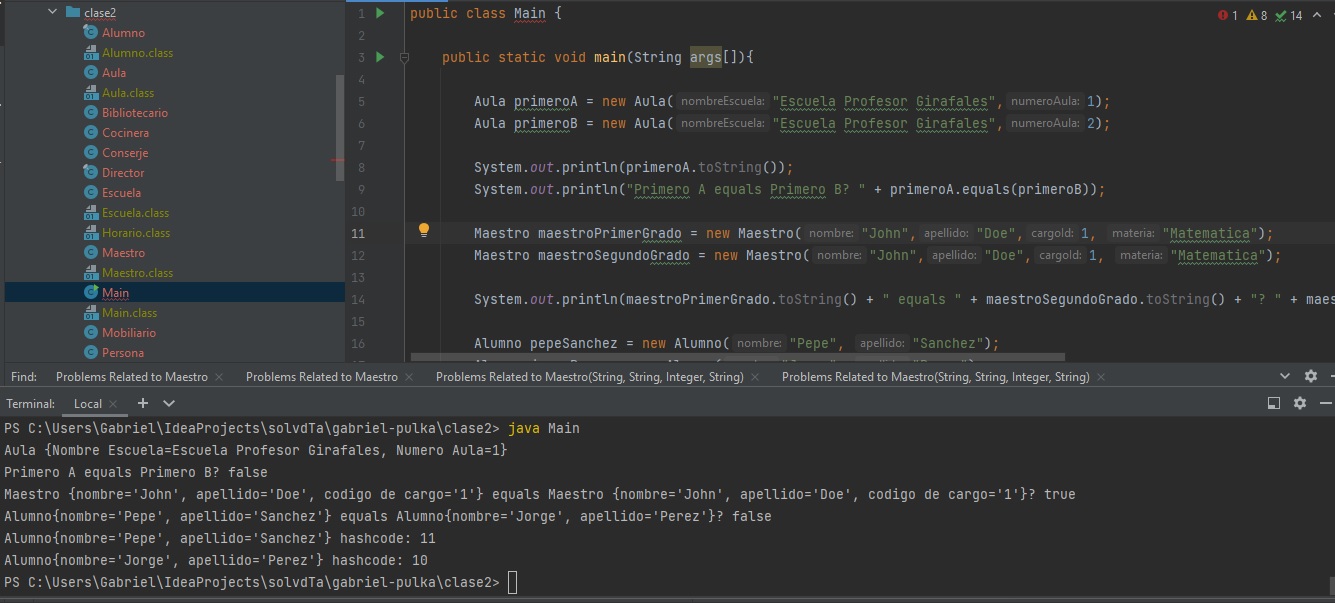 clase2
Alumno
Alumno.class
Aula
Aula.class
Bibliotecario
Cocinera
Conserje
Director
Escuela
Escuela.class
Horario.class
Maestro
Maestro.class
Main
Main.class
Mobiliario
Persona
1 8 14
1 public class Main {
2
3 public static void main(String args[]){
4
5 Aula primeroA = new Aula( nombreEscuela: "Escuela Profesor Girafales", numeroAula: 1);
6 Aula primeroB = new Aula( nombreEscuela: "Escuela Profesor Girafales", numeroAula: 2);
7
8 System.out.println(primeroA.toString());
9 System.out.println("Primero A equals Primero B? " + primeroA.equals(primeroB));
10
11 Maestro maestroPrimerGrado = new Maestro( nombre: "John", apellido: "Doe", cargoId: 1, materia: "Matematica");
12 Maestro maestroSegundoGrado = new Maestro( nombre: "John", apellido: "Doe", cargoId: 1, materia: "Matematica");
13
14 System.out.println(maestroPrimerGrado.toString() + " equals " + maestroSegundoGrado.toString() + "? " + maes
15
16 Alumno pepeSanchez = new Alumno( nombre: "Pepe", apellido: "Sanchez");
Find: Problems Related to Maestro Problems Related to Maestro Problems Related to Maestro(String, String, Integer, String) Problems Related to Maestro(String, String, Integer, String)
Terminal: Local
PS C:\Users\Gabriel\IdeaProjects\solvdTa\gabriel-pulka\clase2> java Main
Aula {Nombre Escuela=Escuela Profesor Girafales, Numero Aula=1}
Primero A equals Primero B? false
Maestro {nombre='John', apellido='Doe', codigo de cargo='1'} equals Maestro {nombre='John', apellido='Doe', codigo de cargo='1'}? true
Alumno{nombre='Pepe', apellido='Sanchez'} equals Alumno{nombre='Jorge', apellido='Perez'}? false
Alumno{nombre='Pepe', apellido='Sanchez'} hashcode: 11
Alumno{nombre='Jorge', apellido='Perez'} hashcode: 10
PS C:\Users\Gabriel\IdeaProjects\solvdTa\gabriel-pulka\clase2>